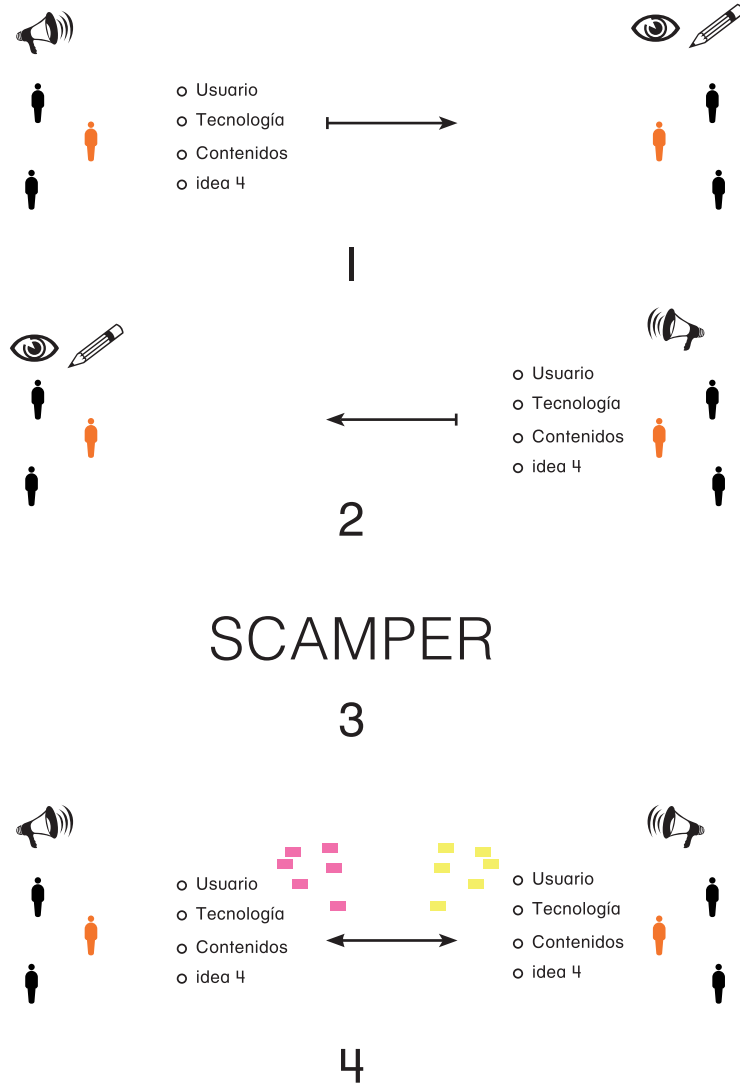 Usuario
Tecnología
Contenidos
idea 4
1
Usuario
Tecnología
Contenidos
idea 4
2
SCAMPER
3
Usuario
Tecnología
Contenidos
idea 4
Usuario
Tecnología
Contenidos
idea 4
4